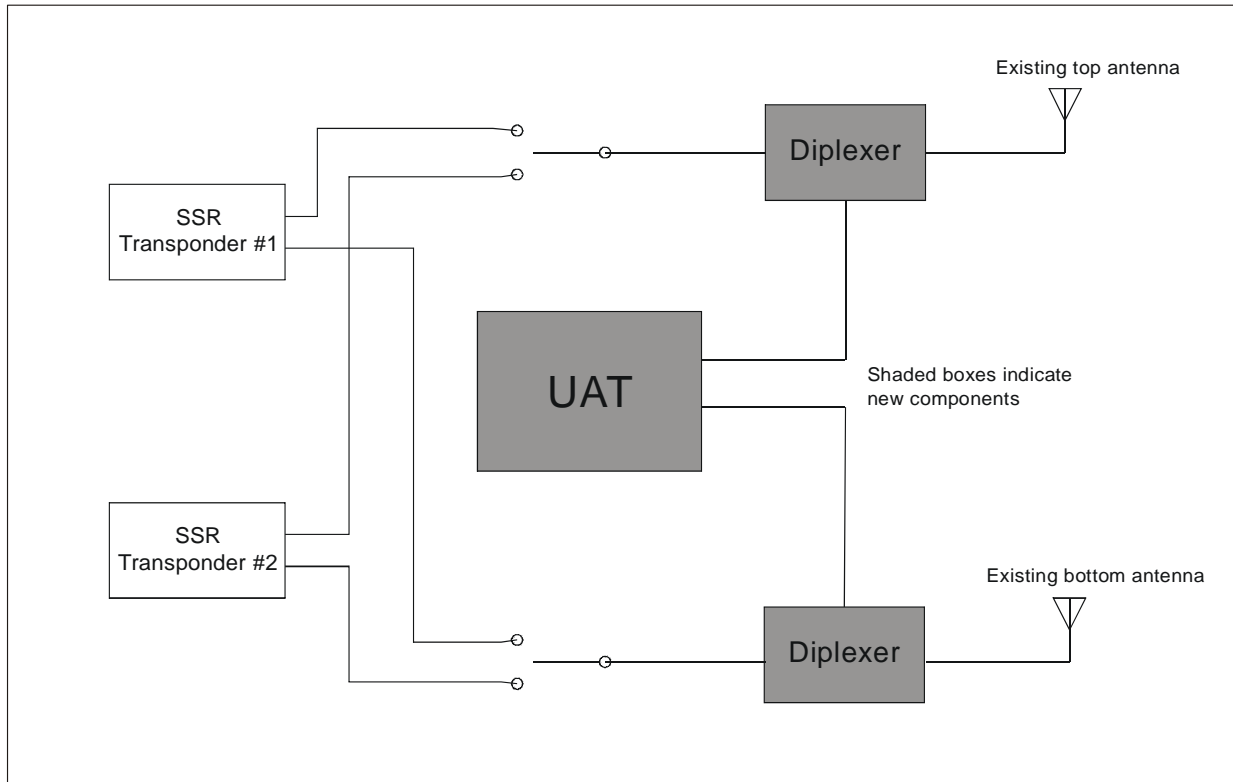 Existing top antenna
Diplexer
SSR
Transponder #1
UAT
Shaded boxes indicate
new components
SSR
Transponder #2
Existing bottom antenna
Diplexer